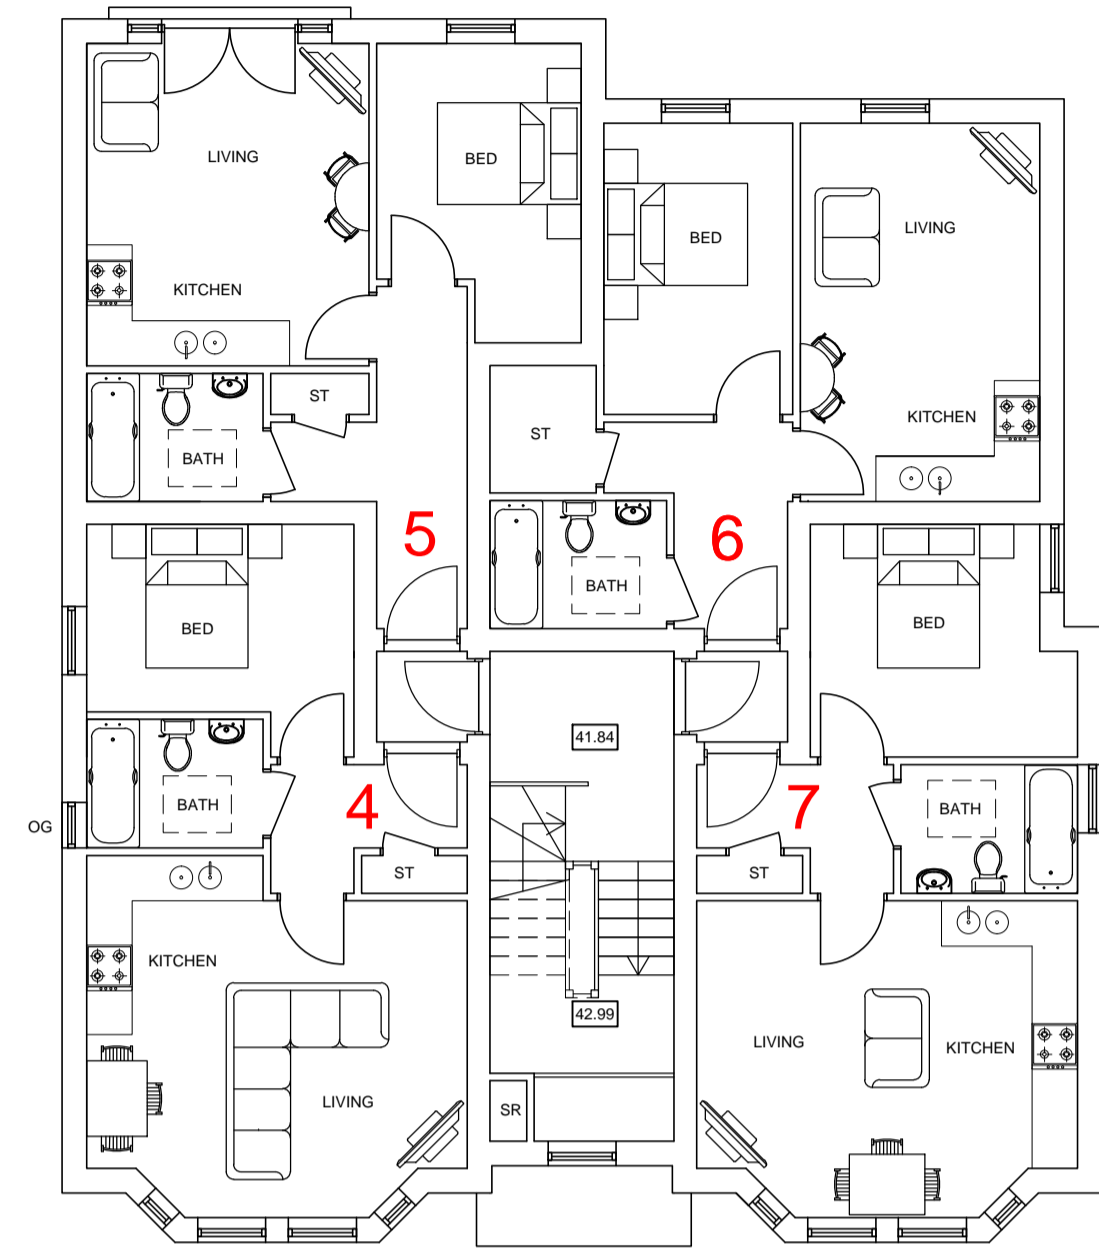 LIVING
BED
KITCHEN
ST
BATH
5
BED
LIVING
KITCHEN
ST
BATH
6
BED
BATH
OG
4
ST
KITCHEN
LIVING
41.84
42.99
SR
BED
7
BATH
ST
LIVING
KITCHEN